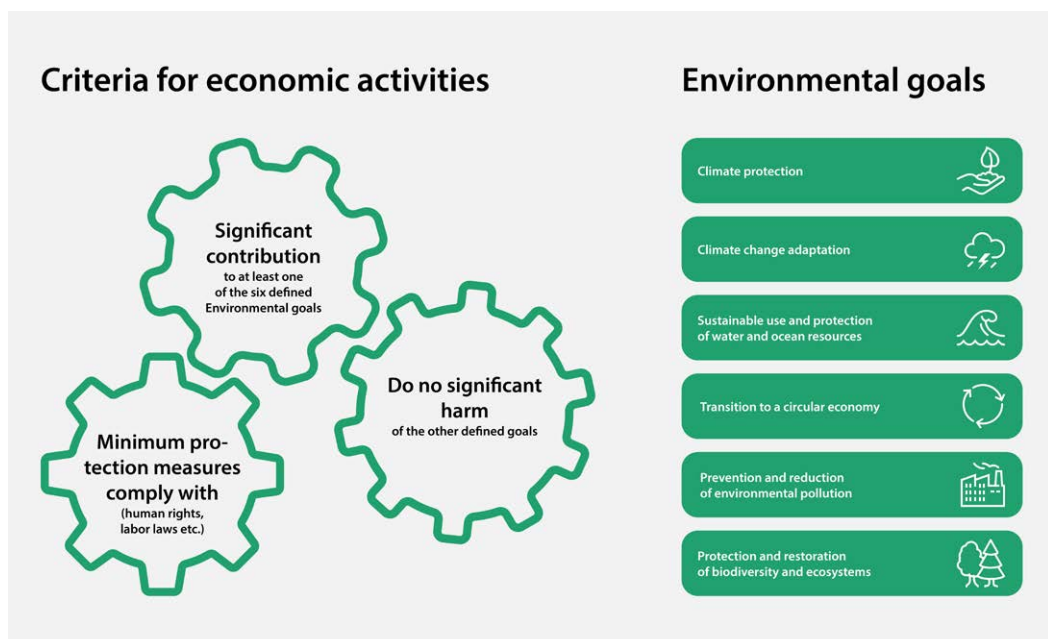 Criteria for economic activities
Significant
contribution
to at least one
of the six defined
Environmental goals
Do no significant
harm
of the other defined goals
Minimum pro-
tection measures
comply with
(human rights,
labor laws etc.)
Environmental goals
Climate protection
Climate change adaptation
Sustainable use and protection
of water and ocean resources
Transition to a circular economy
Prevention and reduction
of environmental pollution
Protection and restoration
of biodiversity and ecosystems